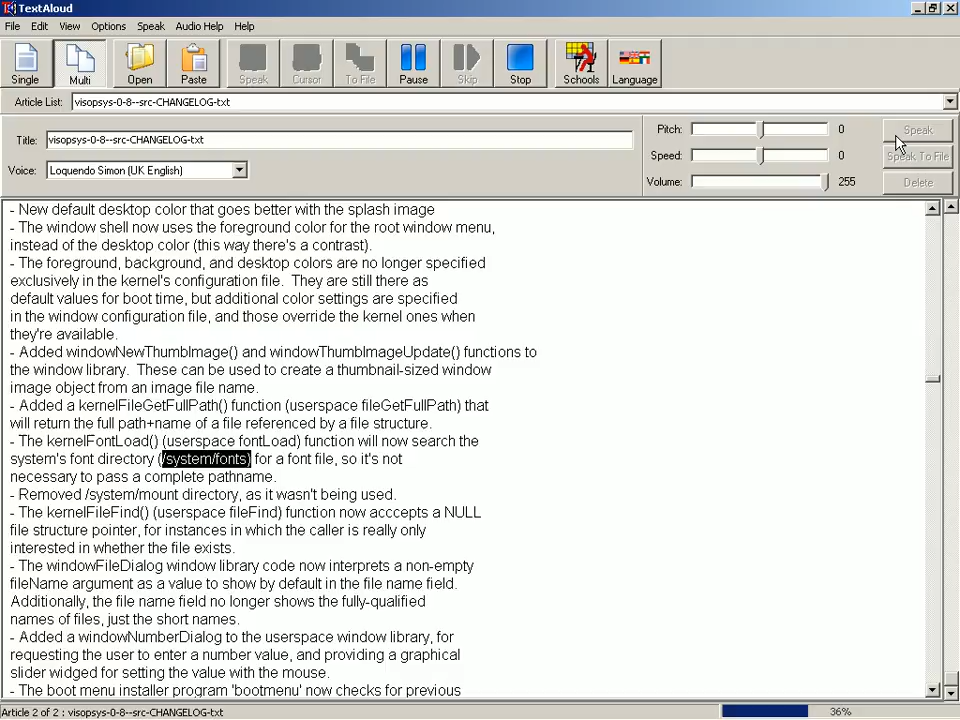 TextAloud
File Edit View Options Speak Audio Help Help
Single Multi Open Paste Speak Cursor To File Pause Skip Stop Schools Language
Article List: visopsys-0-8--src-CHANGELOG-txt
Title: visopsys-0-8--src-CHANGELOG-txt
Voice: Loquendo Simon (UK English)
Pitch: 0 Speak
Speed: 0 Speak To File
Volume: 255 Delete
- New default desktop color that goes better with the splash image
- The window shell now uses the foreground color for the root window menu,
instead of the desktop color (this way there's a contrast).
- The foreground, background, and desktop colors are no longer specified
exclusively in the kernel's configuration file.  They are still there as
default values for boot time, but additional color settings are specified
in the window configuration file, and those override the kernel ones when
they're available.
- Added windowNewThumbImage() and windowThumbImageUpdate() functions to
the window library.  These can be used to create a thumbnail-sized window
image object from an image file name.
- Added a kernelFileGetFullPath() function (userspace fileGetFullPath) that
will return the full path+name of a file referenced by a file structure.
- The kernelFontLoad() (userspace fontLoad) function will now search the
system's font directory (/system/fonts) for a font file, so it's not
necessary to pass a complete pathname.
- Removed /system/mount directory, as it wasn't being used.
- The kernelFileFind() (userspace fileFind) function now acccepts a NULL
file structure pointer, for instances in which the caller is really only
interested in whether the file exists.
- The windowFileDialog window library code now interprets a non-empty
fileName argument as a value to show by default in the file name field.
Additionally, the file name field no longer shows the fully-qualified
names of files, just the short names.
- Added a windowNumberDialog to the userspace window library, for
requesting the user to enter a number value, and providing a graphical
slider widged for setting the value with the mouse.
- The boot menu installer program 'bootmenu' now checks for previous
Article 2 of 2 : visopsys-0-8--src-CHANGELOG-txt 36%